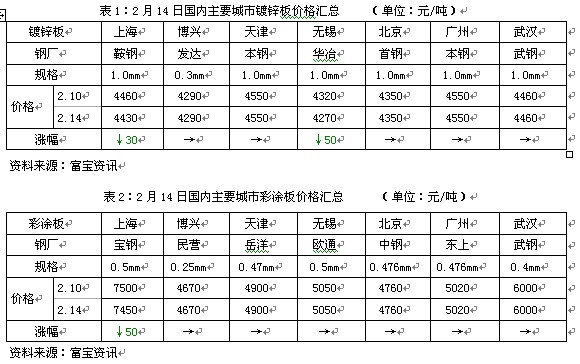 表1：2月14日国内主要城市镀锌板价格汇总 （单位：元/吨）
镀锌板 上海 博兴 天津 无锡 北京 广州 武汉
钢厂 鞍钢 发达 本钢 华冶 首钢 本钢 武钢
规格 1.0mm 0.3mm 1.0mm 1.0mm 1.0mm 1.0mm 1.0mm
价格 2.10 4460 4290 4550 4320 4350 4550 4460
2.14 4430 4290 4550 4270 4350 4550 4460
涨幅 ↓30 → → ↓50 → → →
资料来源：富宝资讯
表2：2月14日国内主要城市彩涂板价格汇总 （单位：元/吨）
彩涂板 上海 博兴 天津 无锡 北京 广州 武汉
钢厂 宝钢 民营 岳洋 欧通 中钢 东上 武钢
规格 0.5mm 0.25mm 0.47mm 0.5mm 0.476mm 0.476mm 0.4mm
价格 2.10 7500 4670 4900 5050 4760 5020 6000
2.14 7450 4670 4900 5050 4760 5020 6000
涨幅 ↓50 → → → → → →
资料来源：富宝资讯